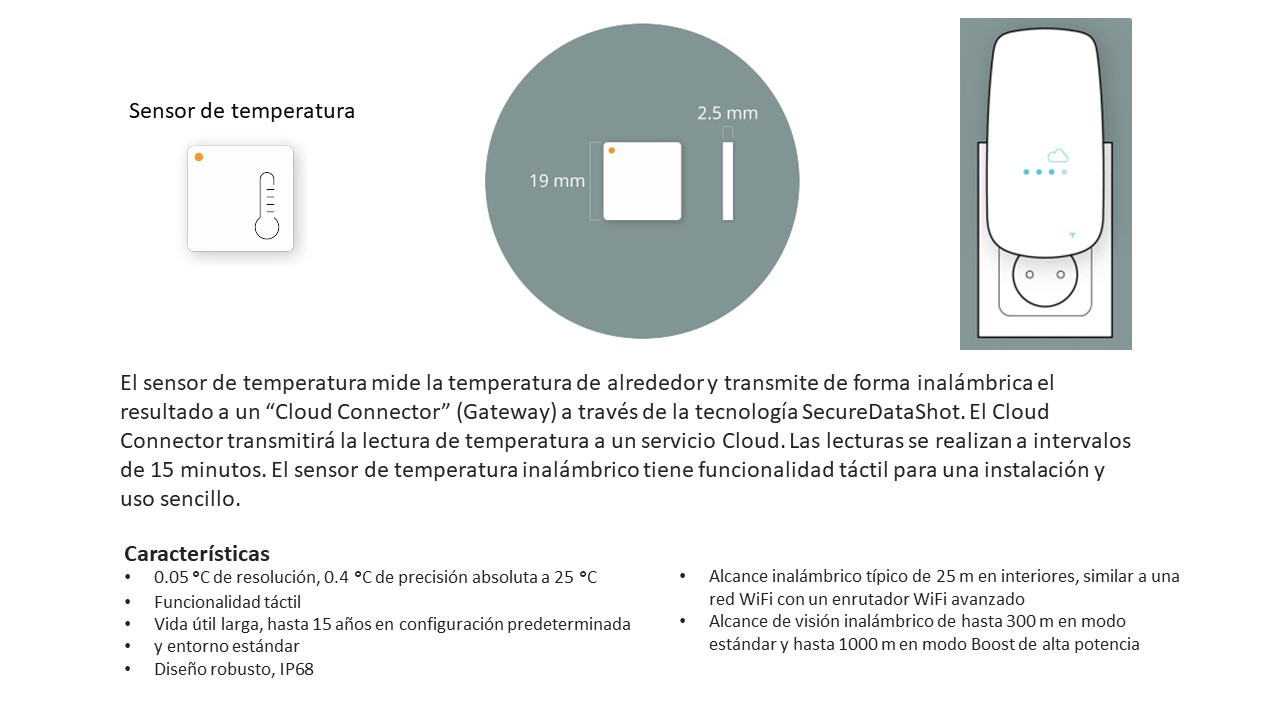 Sensor de temperatura
2.5 mm
19 mm
El sensor de temperatura mide la temperatura de alrededor y transmite de forma inalámbrica el
resultado a un “Cloud Connector” (Gateway) a través de la tecnología SecureDataShot. El Cloud
Connector transmitirá la lectura de temperatura a un servicio Cloud. Las lecturas se realizan a intervalos
de 15 minutos. El sensor de temperatura inalámbrico tiene funcionalidad táctil para una instalación y
uso sencillo.
Características
• 0.05 °C de resolución, 0.4 °C de precisión absoluta a 25 °C
• Funcionalidad táctil
• Vida útil larga, hasta 15 años en configuración predeterminada
• y entorno estándar
• Diseño robusto, IP68
• Alcance inalámbrico típico de 25 m en interiores, similar a una
red WiFi con un enrutador WiFi avanzado
• Alcance de visión inalámbrico de hasta 300 m en modo
estándar y hasta 1000 m en modo Boost de alta potencia